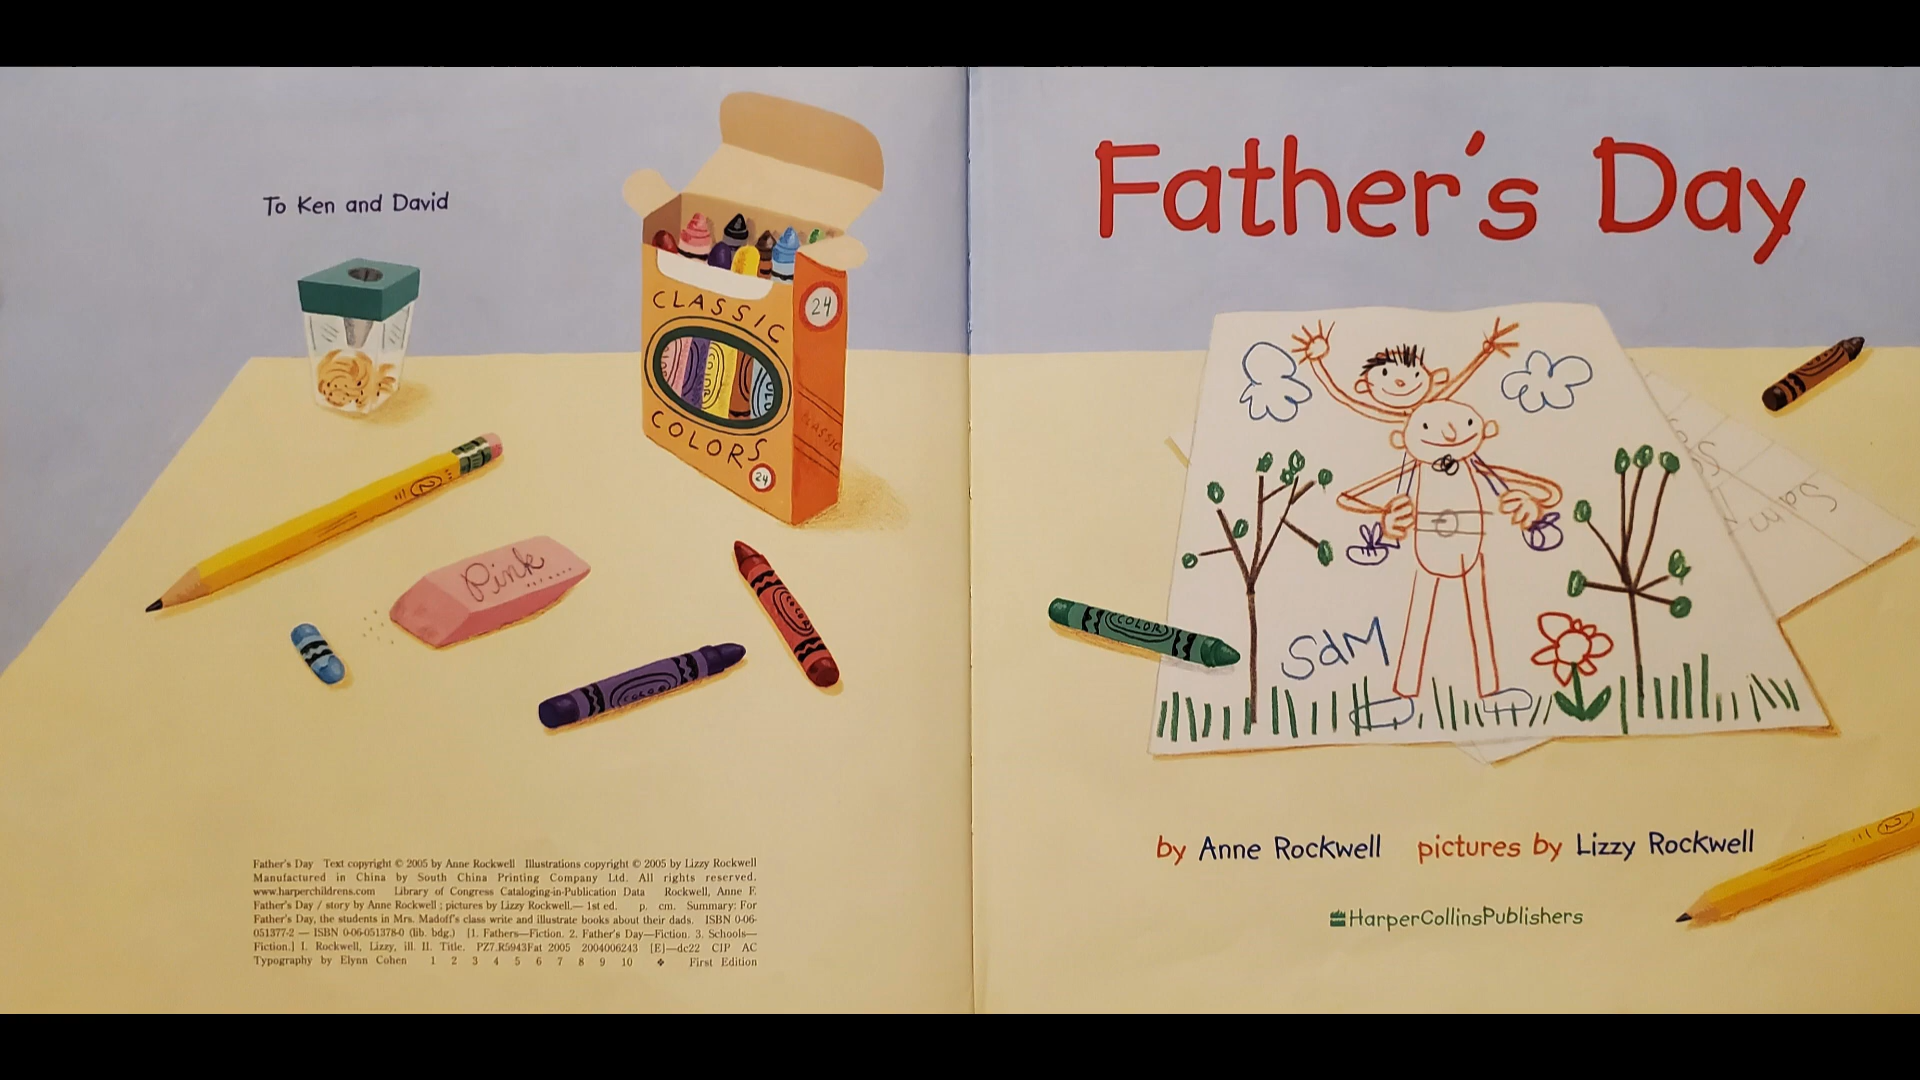 To Ken and David
CLASSIC
24
COLORS
24
CLASSIC
2
Pink
COLOR
COLOR
Father's Day Text copyright © 2005 by Anne Rockwell Illustrations copyright © 2005 by Lizzy Rockwell
Manufactured in China by South China Printing Company Ltd. All rights reserved.
www.harperchildrens.com Library of Congress Cataloging-in-Publication Data Rockwell, Anne F.
Father's Day / story by Anne Rockwell ; pictures by Lizzy Rockwell.— 1st ed. p. cm. Summary: For
Father's Day, the students in Mrs. Madoff's class write and illustrate books about their dads. ISBN 0-06-
051377-2 — ISBN 0-06-051378-0 (lib. bdg.) [1. Fathers—Fiction. 2. Father's Day—Fiction. 3. Schools—
Fiction.] I. Rockwell, Lizzy, ill. II. Title. PZ7.R5943Fat 2005 2004006243 [E]—dc22 CIP AC
Typography by Elynn Cohen 1 2 3 4 5 6 7 8 9 10 ❖ First Edition
Father's Day
Sam
COLOR
SaM
2
by Anne Rockwell pictures by Lizzy Rockwell
HarperCollinsPublishers